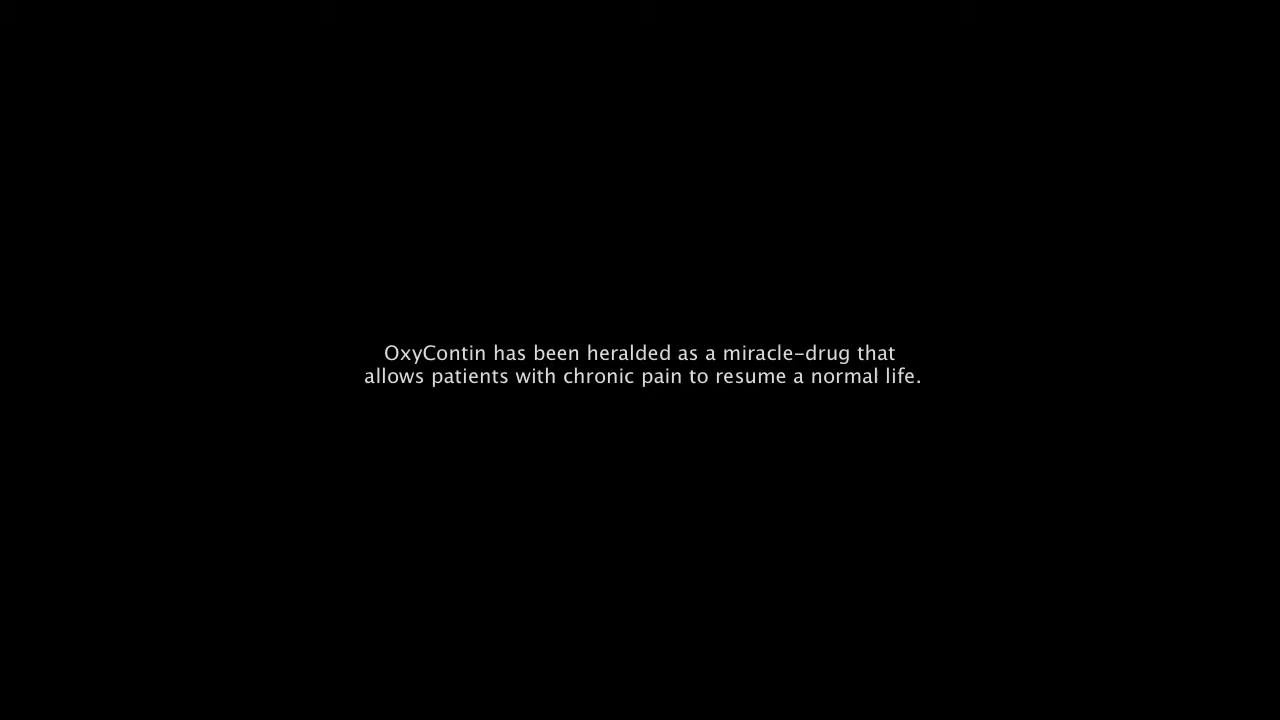 OxyContin has been heralded as a miracle-drug that
allows patients with chronic pain to resume a normal life.